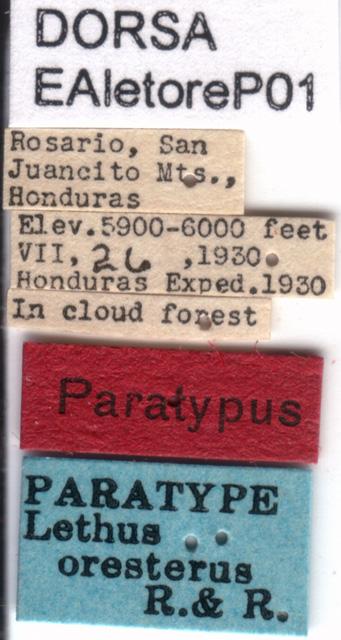 DORSA
EAletoreP01
Rosario, San
Juancito Mts.,
Honduras
Elev.5900-6000 feet
VII, 26 ,1930.
Honduras Exped.1930
In cloud forest
Paratypus
PARATYPE
Lethus
oresterus
R.& R.